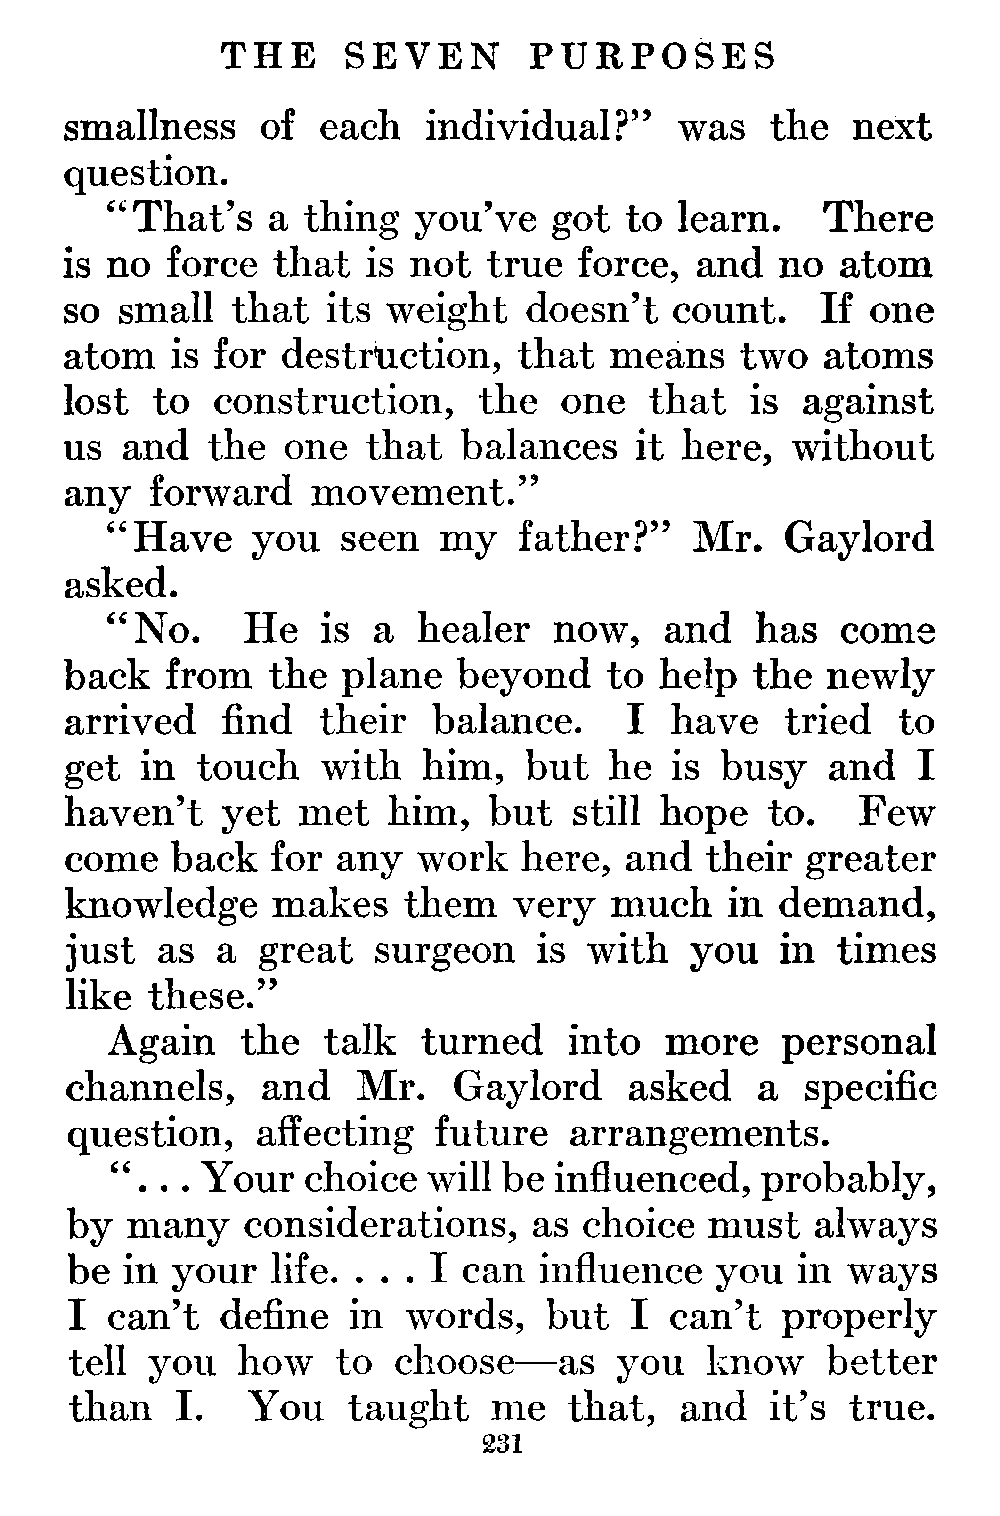 THE SEVEN PURPOSES
smallness of each individual?” was the next
question.
“That’s a thing you’ve got to learn. There
is no force that is not true force, and no atom
so small that its weight doesn’t count. If one
atom is for destruction, that means two atoms
lost to construction, the one that is against
us and the one that balances it here, without
any forward movement.”
“Have you seen my father?” Mr. Gaylord
asked.
“No. He is a healer now, and has come
back from the plane beyond to help the newly
arrived find their balance. I have tried to
get in touch with him, but he is busy and I
haven’t yet met him, but still hope to. Few
come back for any work here, and their greater
knowledge makes them very much in demand,
just as a great surgeon is with you in times
like these.”
Again the talk turned into more personal
channels, and Mr. Gaylord asked a specific
question, affecting future arrangements.
“. . . Your choice will be influenced, probably,
by many considerations, as choice must always
be in your life. . . . I can influence you in ways
I can’t define in words, but I can’t properly
tell you how to choose—as you know better
than I. You taught me that, and it’s true.
231